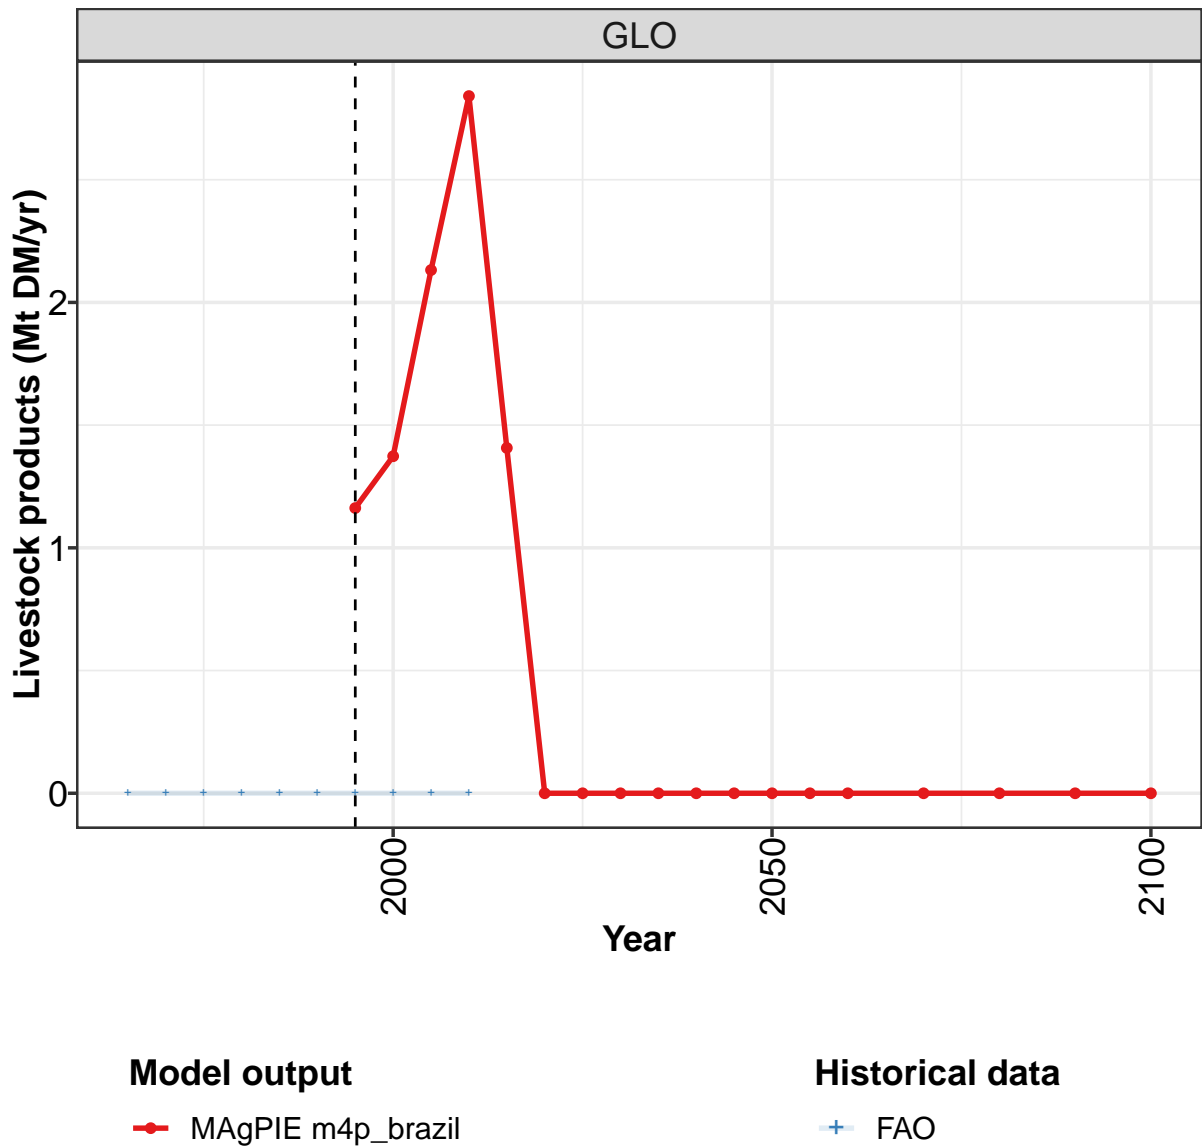 GLO
Livestock products (Mt DM/yr)
2
1
0
2000
2050
2100
Year
Model output
Historical data
MAgPIE m4p_brazil
FAO